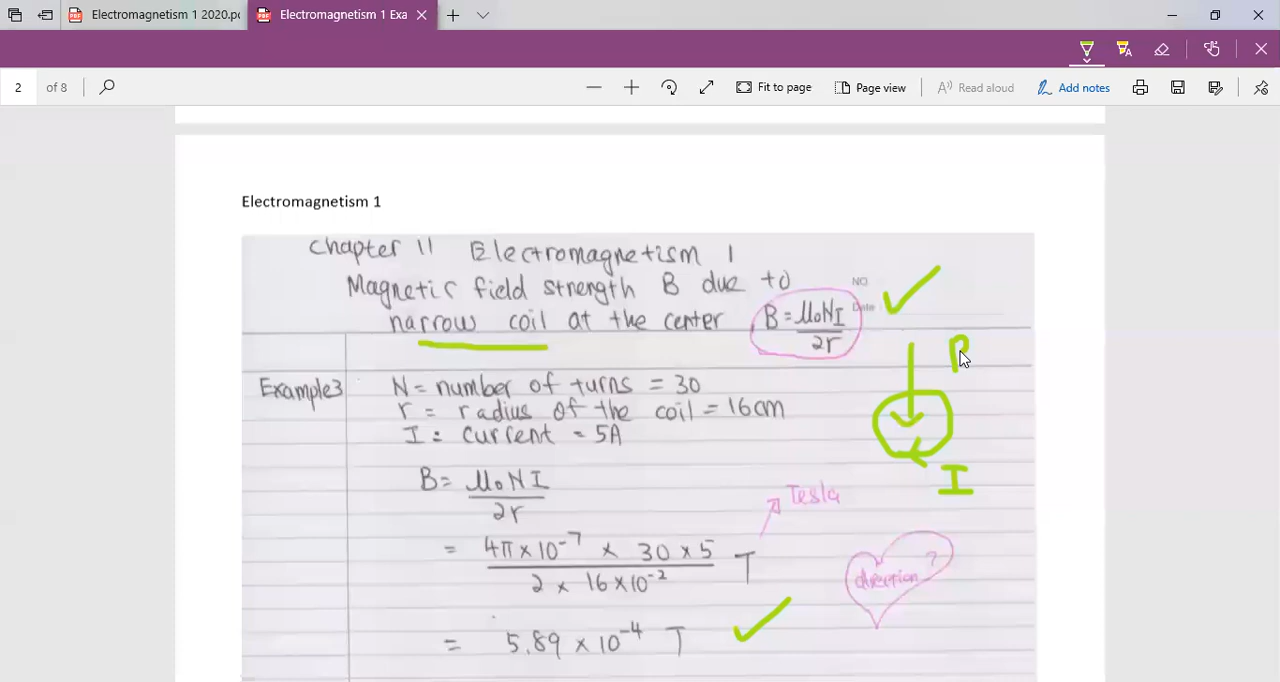 Electromagnetism 1 2020.pd
Electromagnetism 1 Exa
2 of 8
Fit to page
Page view
Read aloud
Add notes
Electromagnetism 1
Chapter 11 Electromagnetism 1
Magnetic field strength B due to
NO
narrow coil at the center B = μ₀NI / 2r
Date
B
Example3 N = number of turns = 30
r = radius of the coil = 16cm
I = current = 5A
I
B = μ₀NI / 2r
Tesla
= 4π×10⁻⁷ × 30 × 5 / 2 × 16×10⁻² T
direction ?
= 5.89 × 10⁻⁴ T